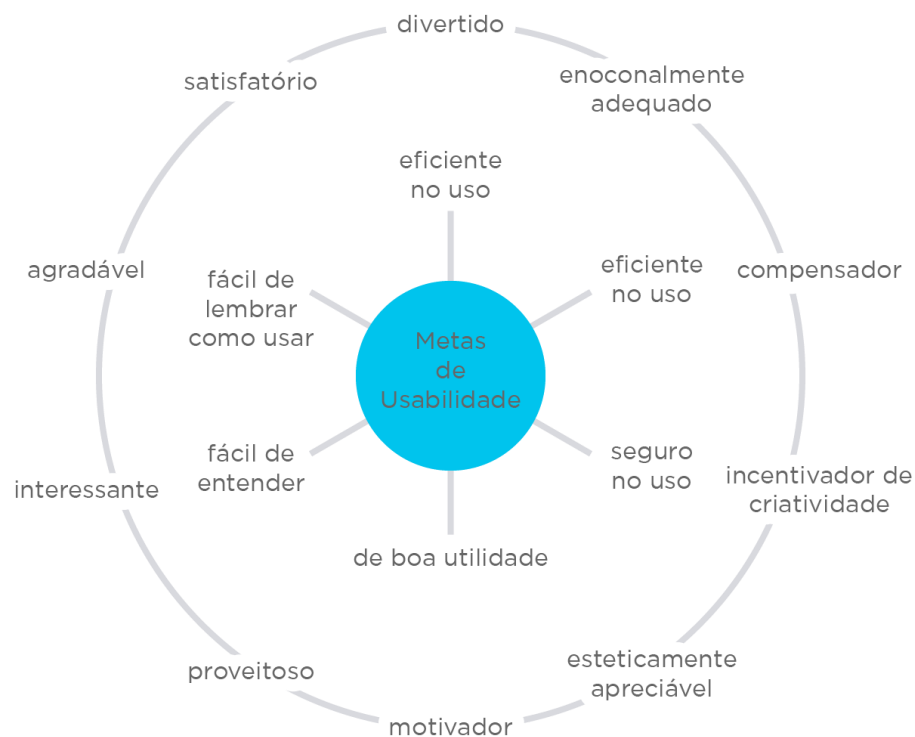 divertido
satisfatório
enoconalmente
adequado
eficiente
no uso
agradável
fácil de
lembrar
como usar
eficiente
no uso
compensador
Metas
de
Usabilidade
interessante
fácil de
entender
seguro
no uso
incentivador de
criatividade
de boa utilidade
proveitoso
esteticamente
apreciável
motivador